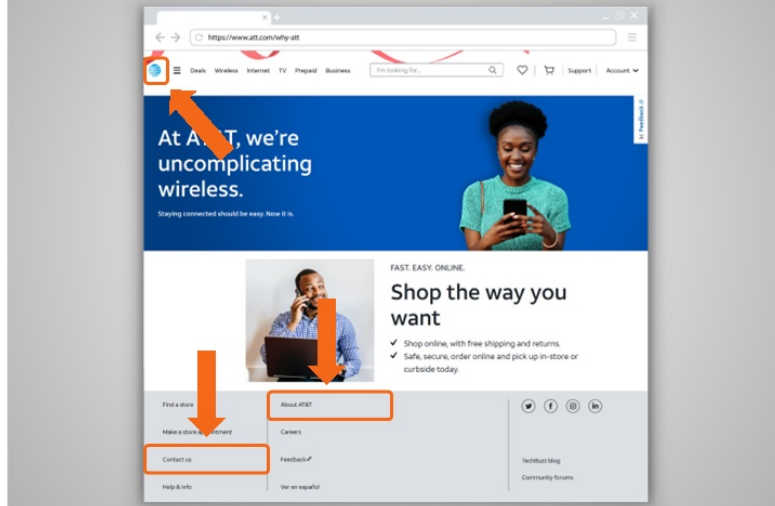 https://www.att.com/why-att
Deals Wireless Internet TV Prepaid Business I'm looking for... Support Account
Feedback
At AT&T, we're
uncomplicating
wireless.
Staying connected should be easy. Now it is.
FAST. EASY. ONLINE.
Shop the way you
want
Shop online, with free shipping and returns.
Safe, secure, order online and pick up in-store or
curbside today.
Find a store
Make a store appointment
Contact us
Help & Info
About AT&T
Careers
Feedback
Ver en español
TechBuzz blog
Community forums